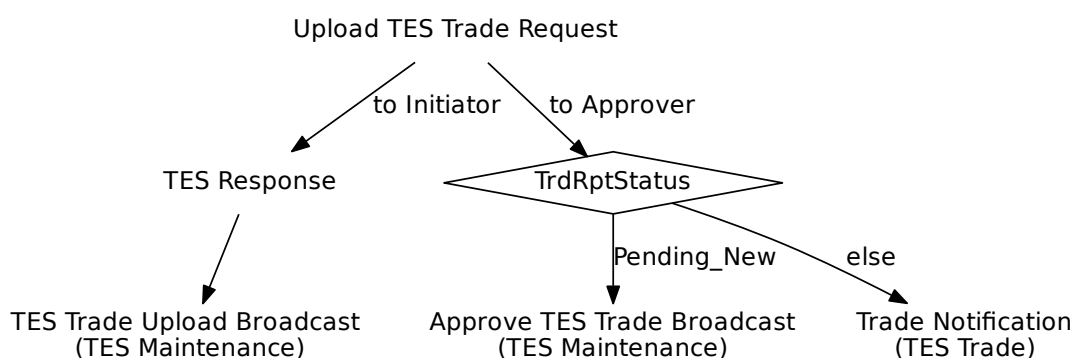 Upload TES Trade Request
to Initiator
to Approver
TES Response
TrdRptStatus
Pending_New
else
TES Trade Upload Broadcast
(TES Maintenance)
Approve TES Trade Broadcast
(TES Maintenance)
Trade Notification
(TES Trade)